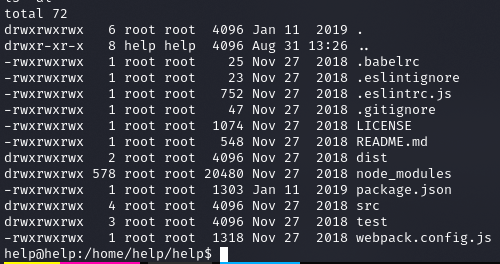 total 72
drwxrwxrwx   6 root root  4096 Jan 11  2019 .
drwxr-xr-x   8 help help  4096 Aug 31 13:26 ..
-rwxrwxrwx   1 root root    25 Nov 27  2018 .babelrc
-rwxrwxrwx   1 root root    23 Nov 27  2018 .eslintignore
-rwxrwxrwx   1 root root   752 Nov 27  2018 .eslintrc.js
-rwxrwxrwx   1 root root    47 Nov 27  2018 .gitignore
-rwxrwxrwx   1 root root  1074 Nov 27  2018 LICENSE
-rwxrwxrwx   1 root root   548 Nov 27  2018 README.md
drwxrwxrwx   2 root root  4096 Nov 27  2018 dist
drwxrwxrwx 578 root root 20480 Nov 27  2018 node_modules
-rwxrwxrwx   1 root root  1303 Jan 11  2019 package.json
drwxrwxrwx   4 root root  4096 Nov 27  2018 src
drwxrwxrwx   3 root root  4096 Nov 27  2018 test
-rwxrwxrwx   1 root root  1318 Nov 27  2018 webpack.config.js
help@help:/home/help/help$